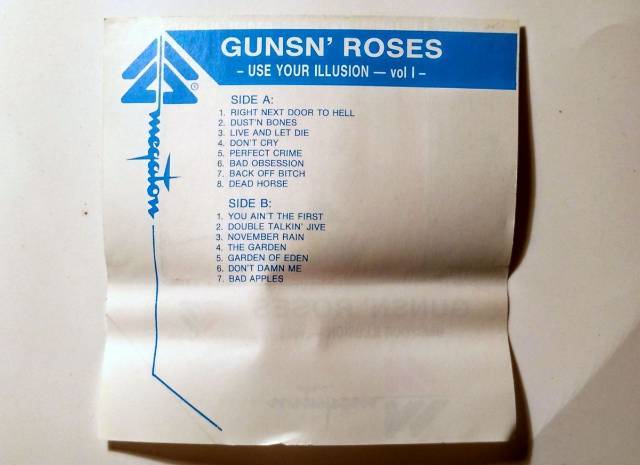 GUNSN' ROSES
– USE YOUR ILLUSION — vol I –
®
megaton
SIDE A:
1. RIGHT NEXT DOOR TO HELL
2. DUST'N BONES
3. LIVE AND LET DIE
4. DON'T CRY
5. PERFECT CRIME
6. BAD OBSESSION
7. BACK OFF BITCH
8. DEAD HORSE
SIDE B:
1. YOU AIN'T THE FIRST
2. DOUBLE TALKIN' JIVE
3. NOVEMBER RAIN
4. THE GARDEN
5. GARDEN OF EDEN
6. DON'T DAMN ME
7. BAD APPLES
GUNSN' ROSES